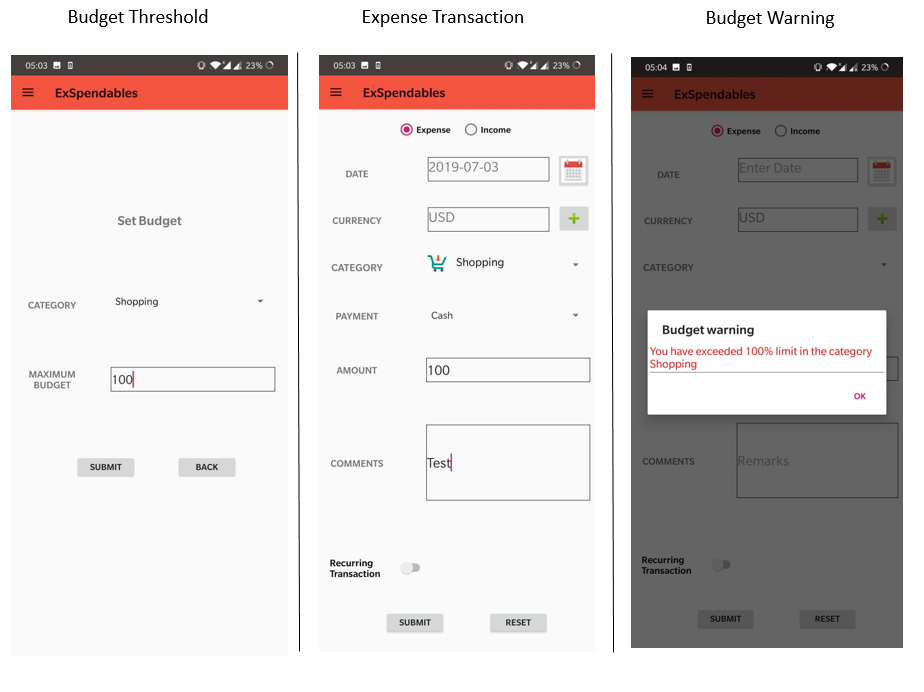 Budget Threshold
Expense Transaction
Budget Warning
05:03
23%
ExSpendables
Set Budget
CATEGORY
Shopping
MAXIMUM
BUDGET
100
SUBMIT
BACK
05:03
23%
ExSpendables
Expense
Income
DATE
2019-07-03
CURRENCY
USD
CATEGORY
Shopping
PAYMENT
Cash
AMOUNT
100
COMMENTS
Test
Recurring
Transaction
SUBMIT
RESET
05:04
23%
ExSpendables
Expense
Income
DATE
Enter Date
CURRENCY
USD
CATEGORY
Budget warning
You have exceeded 100% limit in the category
Shopping
OK
COMMENTS
Remarks
Recurring
Transaction
SUBMIT
RESET